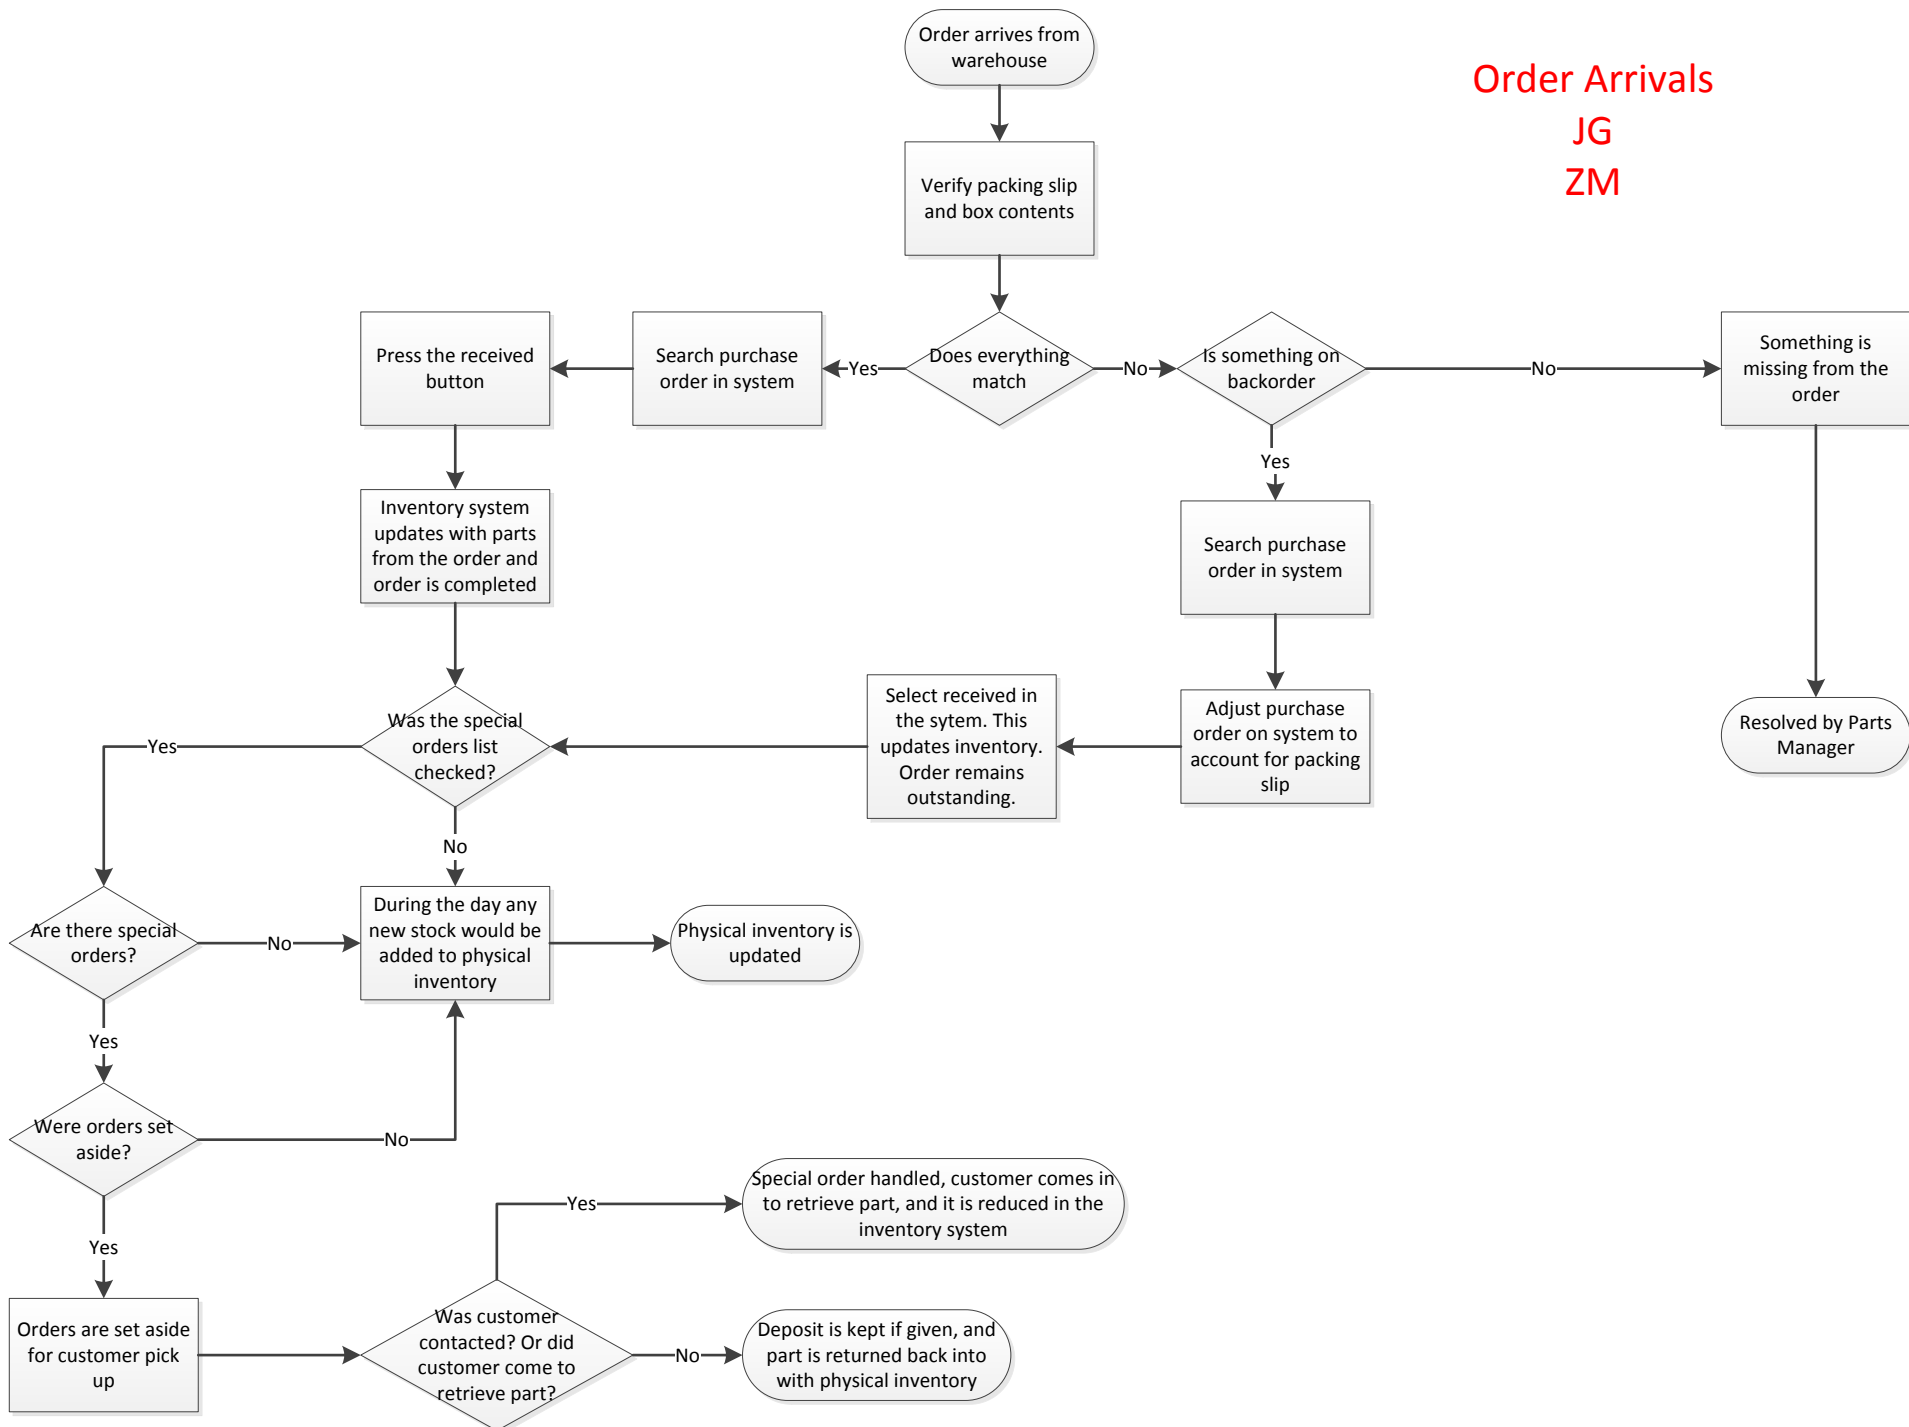 Order arrives from
warehouse
Order Arrivals
JG
ZM
Verify packing slip
and box contents
Press the received
button
Search purchase
order in system
Yes
Does everything
match
No
Is something on
backorder
No
Something is
missing from the
order
Yes
Inventory system
updates with parts
from the order and
order is completed
Search purchase
order in system
Yes
Was the special
orders list
checked?
Select received in
the sytem. This
updates inventory.
Order remains
outstanding.
Adjust purchase
order on system to
account for packing
slip
Resolved by Parts
Manager
No
Are there special
orders?
No
During the day any
new stock would be
added to physical
inventory
Physical inventory is
updated
Yes
Were orders set
aside?
No
Yes
Yes
Special order handled, customer comes in
to retrieve part, and it is reduced in the
inventory system
Orders are set aside
for customer pick
up
Was customer
contacted? Or did
customer come to
retrieve part?
No
Deposit is kept if given, and
part is returned back into
with physical inventory